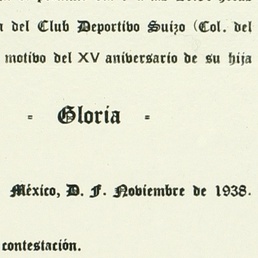 del Club Deportivo Suizo (Col. del
motivo del XV aniversario de su hija
- Gloria -
México, D. F. Noviembre de 1938.
contestación.